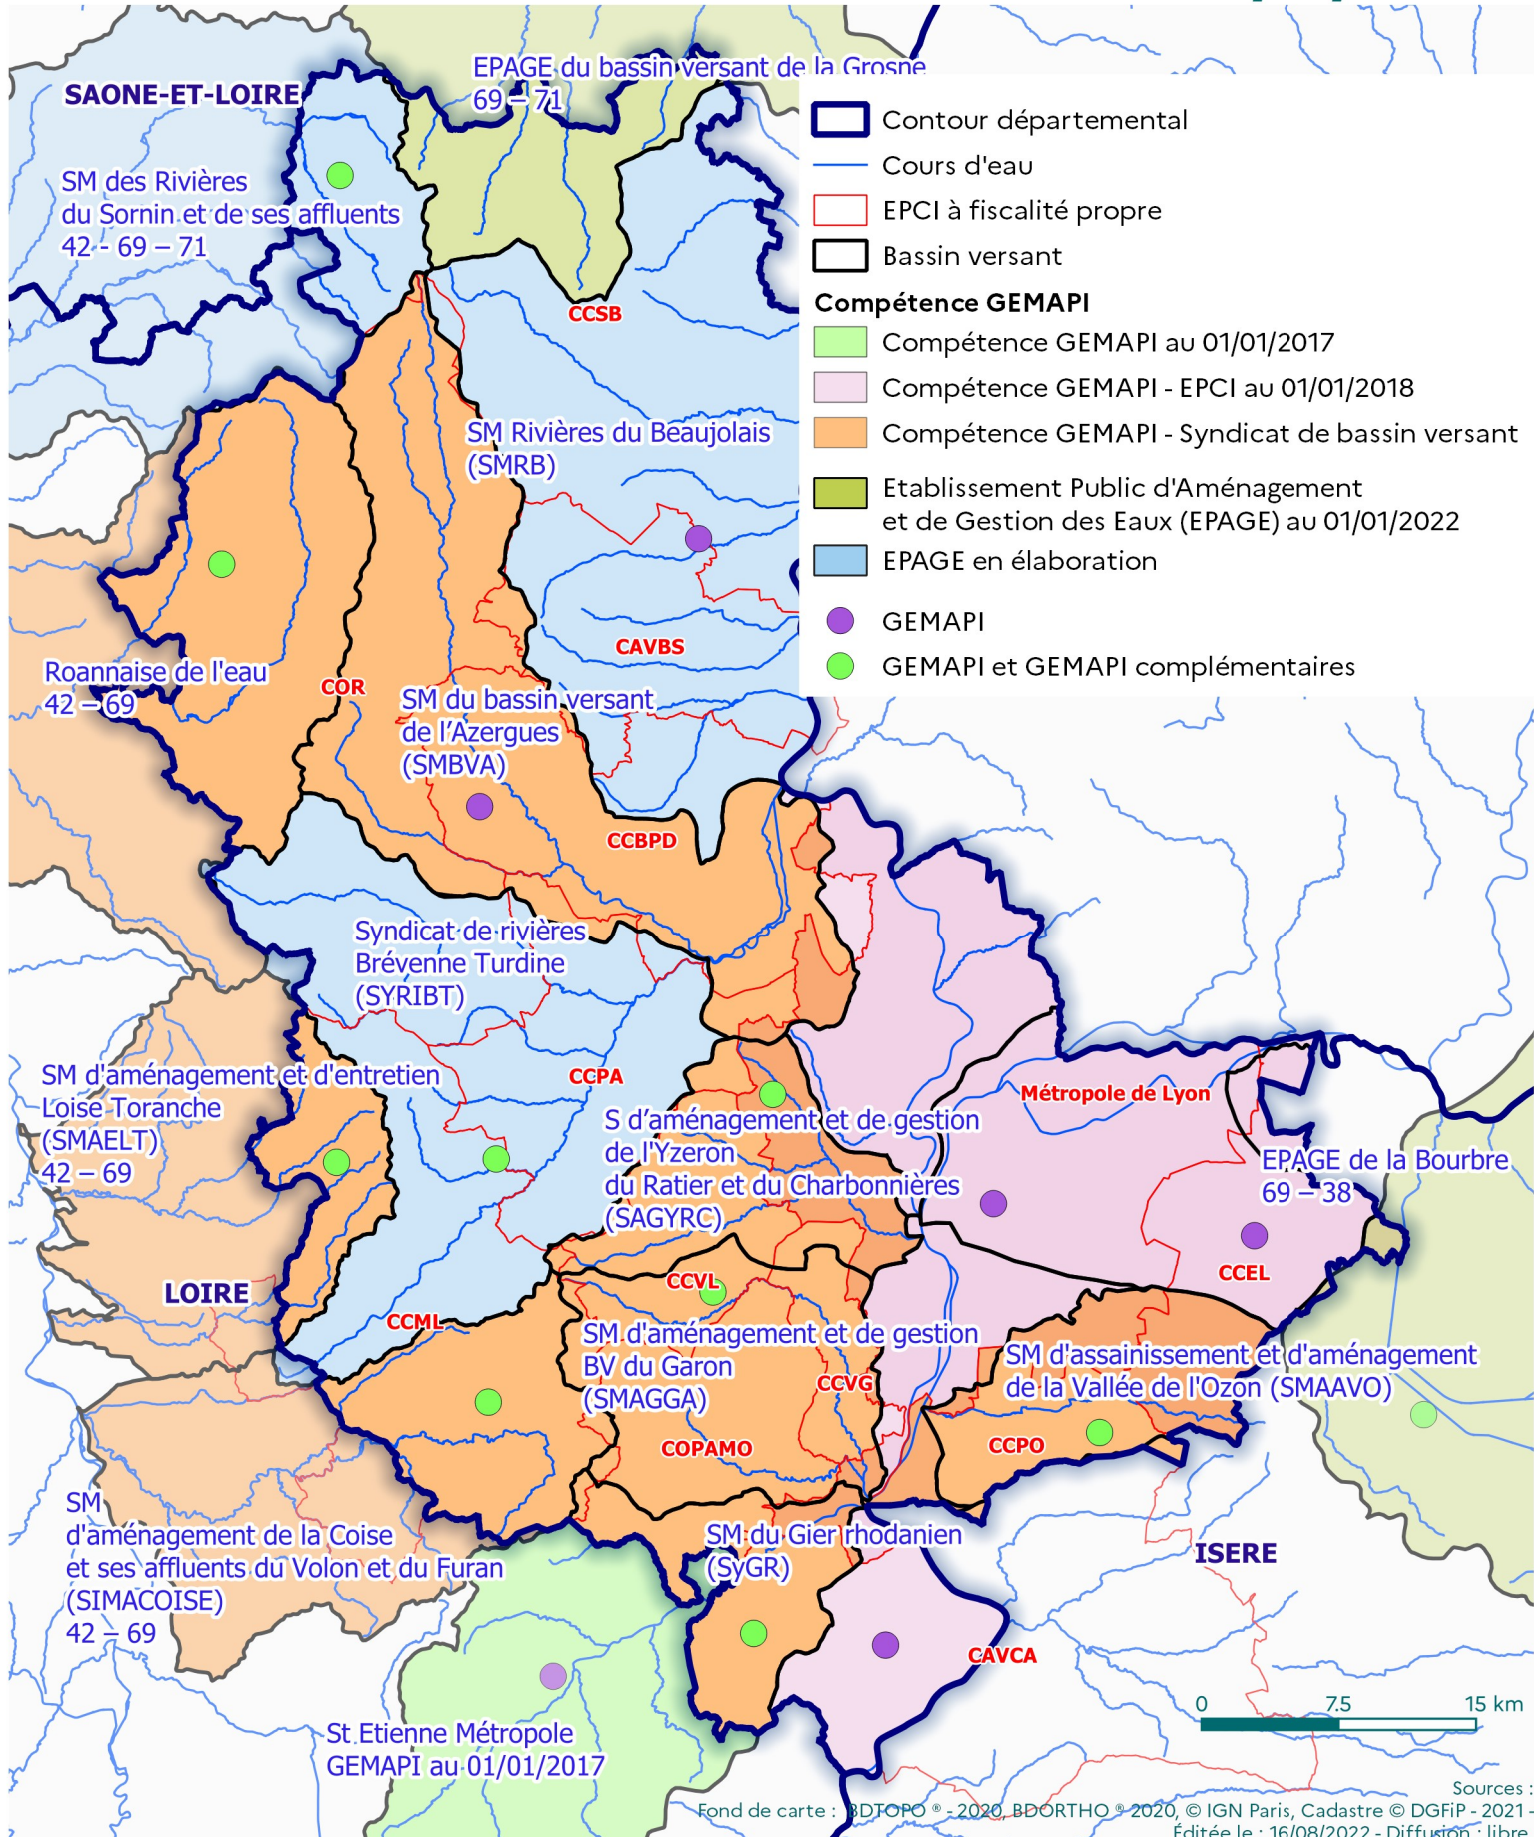 EPAGE du bassin versant de la Grosne
69 – 71
SAONE-ET-LOIRE
SM des Rivières
du Sornin et de ses affluents
42 - 69 – 71
Contour départemental
Cours d'eau
EPCI à fiscalité propre
Bassin versant
Compétence GEMAPI
Compétence GEMAPI au 01/01/2017
Compétence GEMAPI - EPCI au 01/01/2018
Compétence GEMAPI - Syndicat de bassin versant
Etablissement Public d'Aménagement
et de Gestion des Eaux (EPAGE) au 01/01/2022
EPAGE en élaboration
GEMAPI
GEMAPI et GEMAPI complémentaires
CCSB
SM Rivières du Beaujolais
(SMRB)
CAVBS
Roannaise de l'eau
42 – 69
COR
SM du bassin versant
de l'Azergues
(SMBVA)
CCBPD
Syndicat de rivières
Brévenne Turdine
(SYRIBT)
SM d'aménagement et d'entretien
Loise Toranche
(SMAELT)
42 – 69
CCPA
Métropole de Lyon
S d'aménagement et de gestion
de l'Yzeron
du Ratier et du Charbonnières
(SAGYRC)
EPAGE de la Bourbre
69 – 38
LOIRE
CCML
CCVL
CCEL
SM d'aménagement et de gestion
BV du Garon
(SMAGGA)
CCVG
SM d'assainissement et d'aménagement
de la Vallée de l'Ozon (SMAAVO)
COPAMO
CCPO
SM
d'aménagement de la Coise
et ses affluents du Volon et du Furan
(SIMACOISE)
42 – 69
SM du Gier rhodanien
(SyGR)
ISERE
CAVCA
St Etienne Métropole
GEMAPI au 01/01/2017
0 7.5 15 km
Sources :
Fond de carte : BDTOPO ® - 2020, BDORTHO ® 2020, © IGN Paris, Cadastre © DGFiP - 2021 -
Éditée le : 16/08/2022 - Diffusion : libre